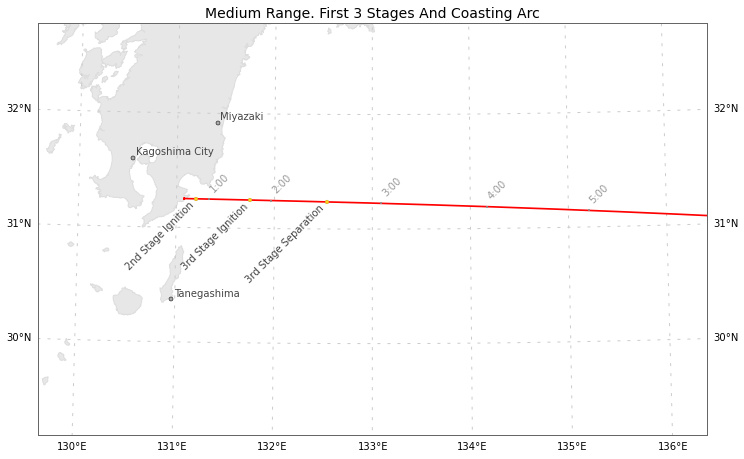 Medium Range. First 3 Stages And Coasting Arc
32°N
32°N
Miyazaki
Kagoshima City
1:00
2:00
3:00
4:00
5:00
31°N
31°N
2nd Stage Ignition
3rd Stage Ignition
3rd Stage Separation
Tanegashima
30°N
30°N
130°E
131°E
132°E
133°E
134°E
135°E
136°E